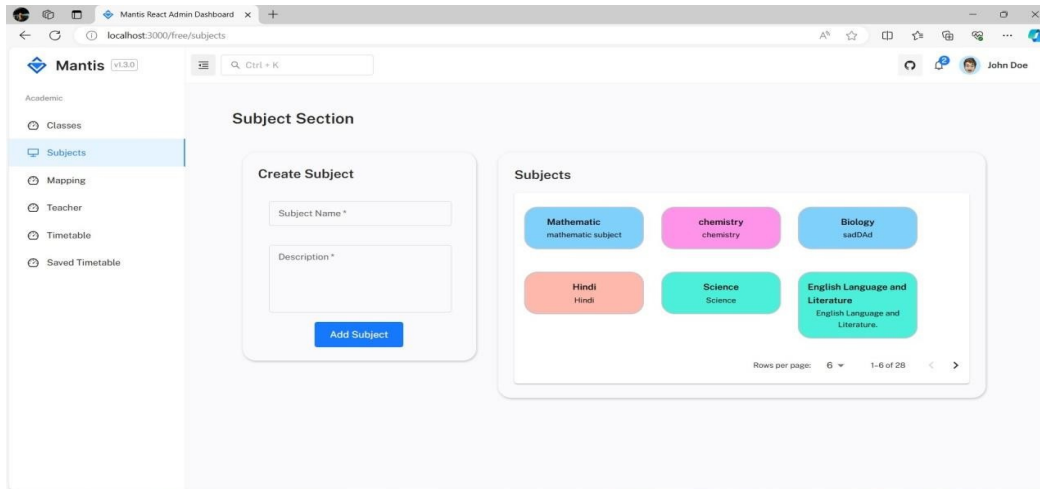 Mantis React Admin Dashboard
localhost:3000/free/subjects
Mantis v1.3.0
Ctrl + K
2
John Doe
Academic
Classes
Subjects
Mapping
Teacher
Timetable
Saved Timetable
Subject Section
Create Subject
Subject Name *
Description *
Add Subject
Subjects
Mathematic
mathematic subject
chemistry
chemistry
Biology
sadDAd
Hindi
Hindi
Science
Science
English Language and
Literature
English Language and
Literature.
Rows per page: 6 1-6 of 28